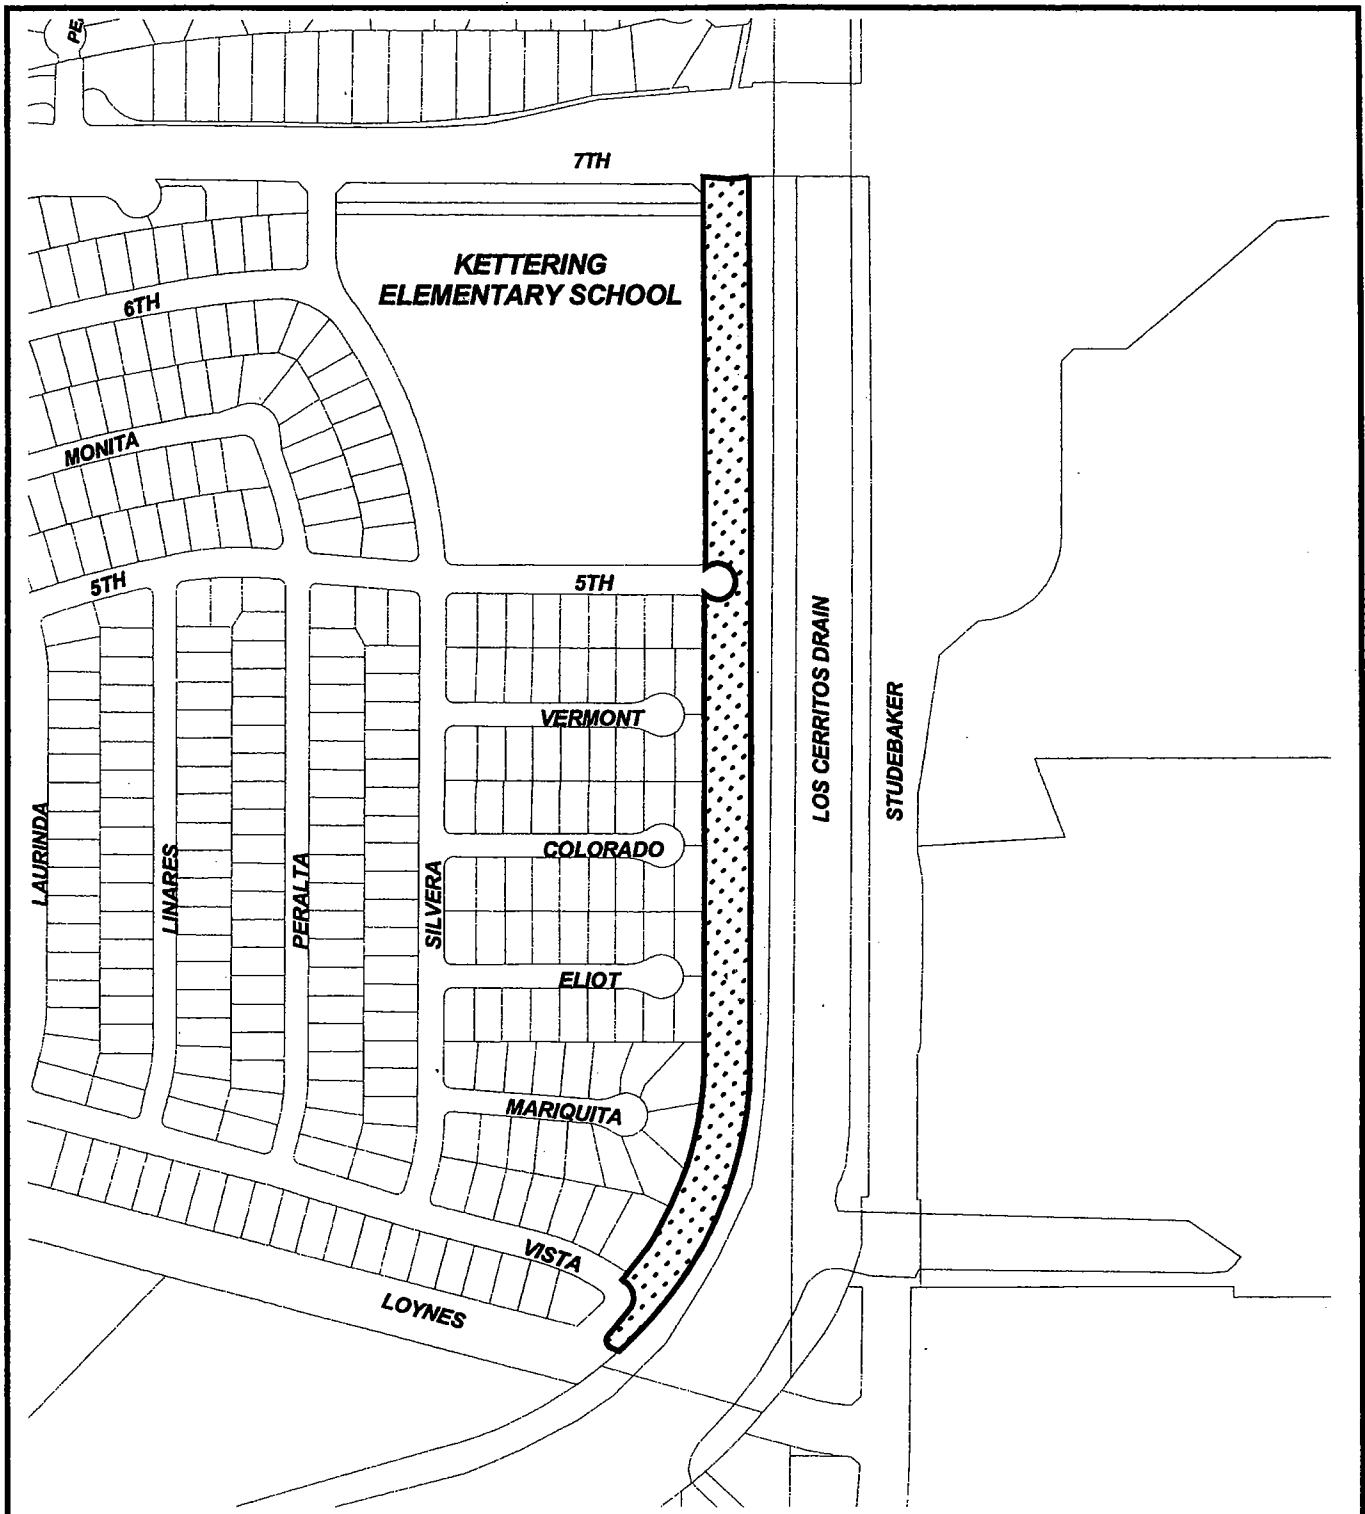 PE
7TH
KETTERING
ELEMENTARY SCHOOL
6TH
MONITA
5TH
5TH
VERMONT
COLORADO
ELIOT
MARIQUITA
VISTA
LOYNES
LAURINDA
LINARES
PERALTA
SILVERA
LOS CERRITOS DRAIN
STUDEBAKER